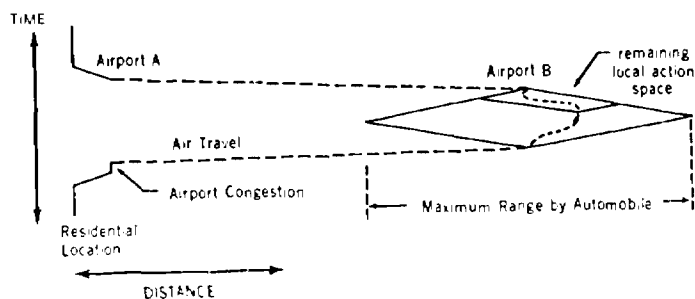 TIME
Airport A
Airport B
remaining
local action
space
Air Travel
Airport Congestion
Maximum Range by Automobile
Residential
Location
DISTANCE